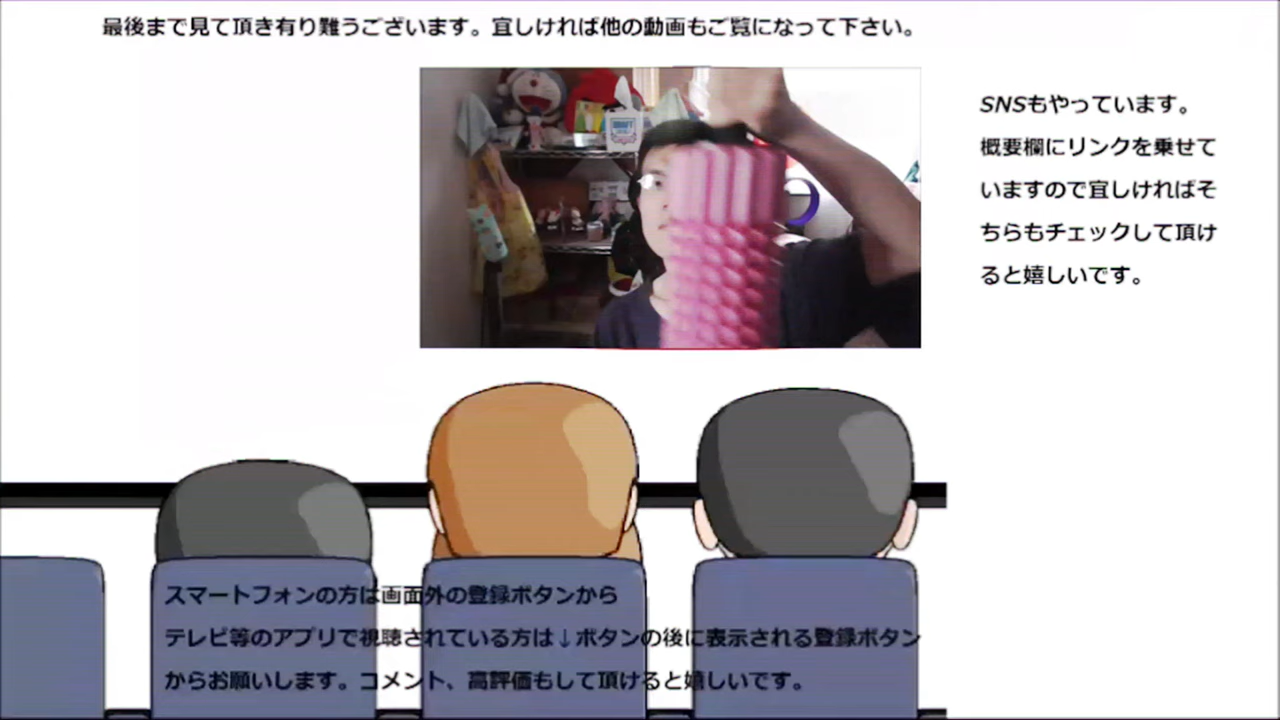 最後まで見て頂き有り難うございます。宜しければ他の動画もご覧になって下さい。
SNSもやっています。
概要欄にリンクを乗せて
いますので宜しければそ
ちらもチェックして頂け
ると嬉しいです。
スマートフォンの方は画面外の登録ボタンから
テレビ等のアプリで視聴されている方は↓ボタンの後に表示される登録ボタン
からお願いします。コメント、高評価もして頂けると嬉しいです。